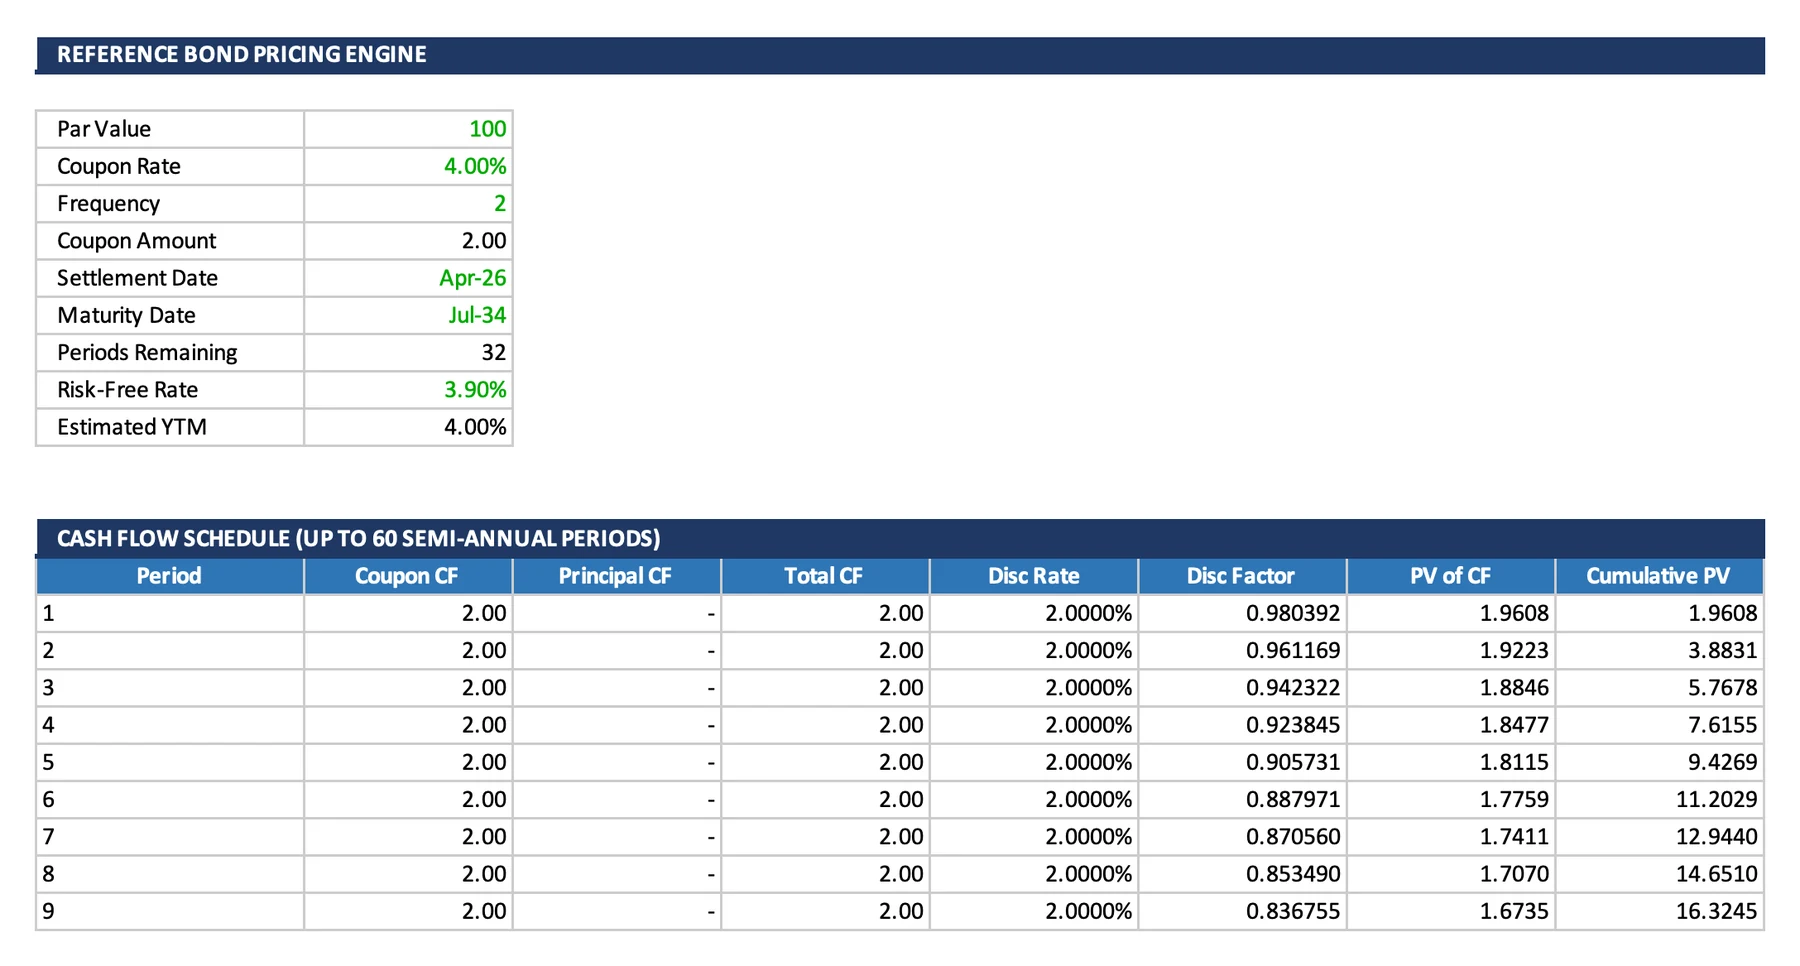 REFERENCE BOND PRICING ENGINE
Par Value 100
Coupon Rate 4.00%
Frequency 2
Coupon Amount 2.00
Settlement Date Apr-26
Maturity Date Jul-34
Periods Remaining 32
Risk-Free Rate 3.90%
Estimated YTM 4.00%
CASH FLOW SCHEDULE (UP TO 60 SEMI-ANNUAL PERIODS)
Period Coupon CF Principal CF Total CF Disc Rate Disc Factor PV of CF Cumulative PV
1 2.00 - 2.00 2.0000% 0.980392 1.9608 1.9608
2 2.00 - 2.00 2.0000% 0.961169 1.9223 3.8831
3 2.00 - 2.00 2.0000% 0.942322 1.8846 5.7678
4 2.00 - 2.00 2.0000% 0.923845 1.8477 7.6155
5 2.00 - 2.00 2.0000% 0.905731 1.8115 9.4269
6 2.00 - 2.00 2.0000% 0.887971 1.7759 11.2029
7 2.00 - 2.00 2.0000% 0.870560 1.7411 12.9440
8 2.00 - 2.00 2.0000% 0.853490 1.7070 14.6510
9 2.00 - 2.00 2.0000% 0.836755 1.6735 16.3245